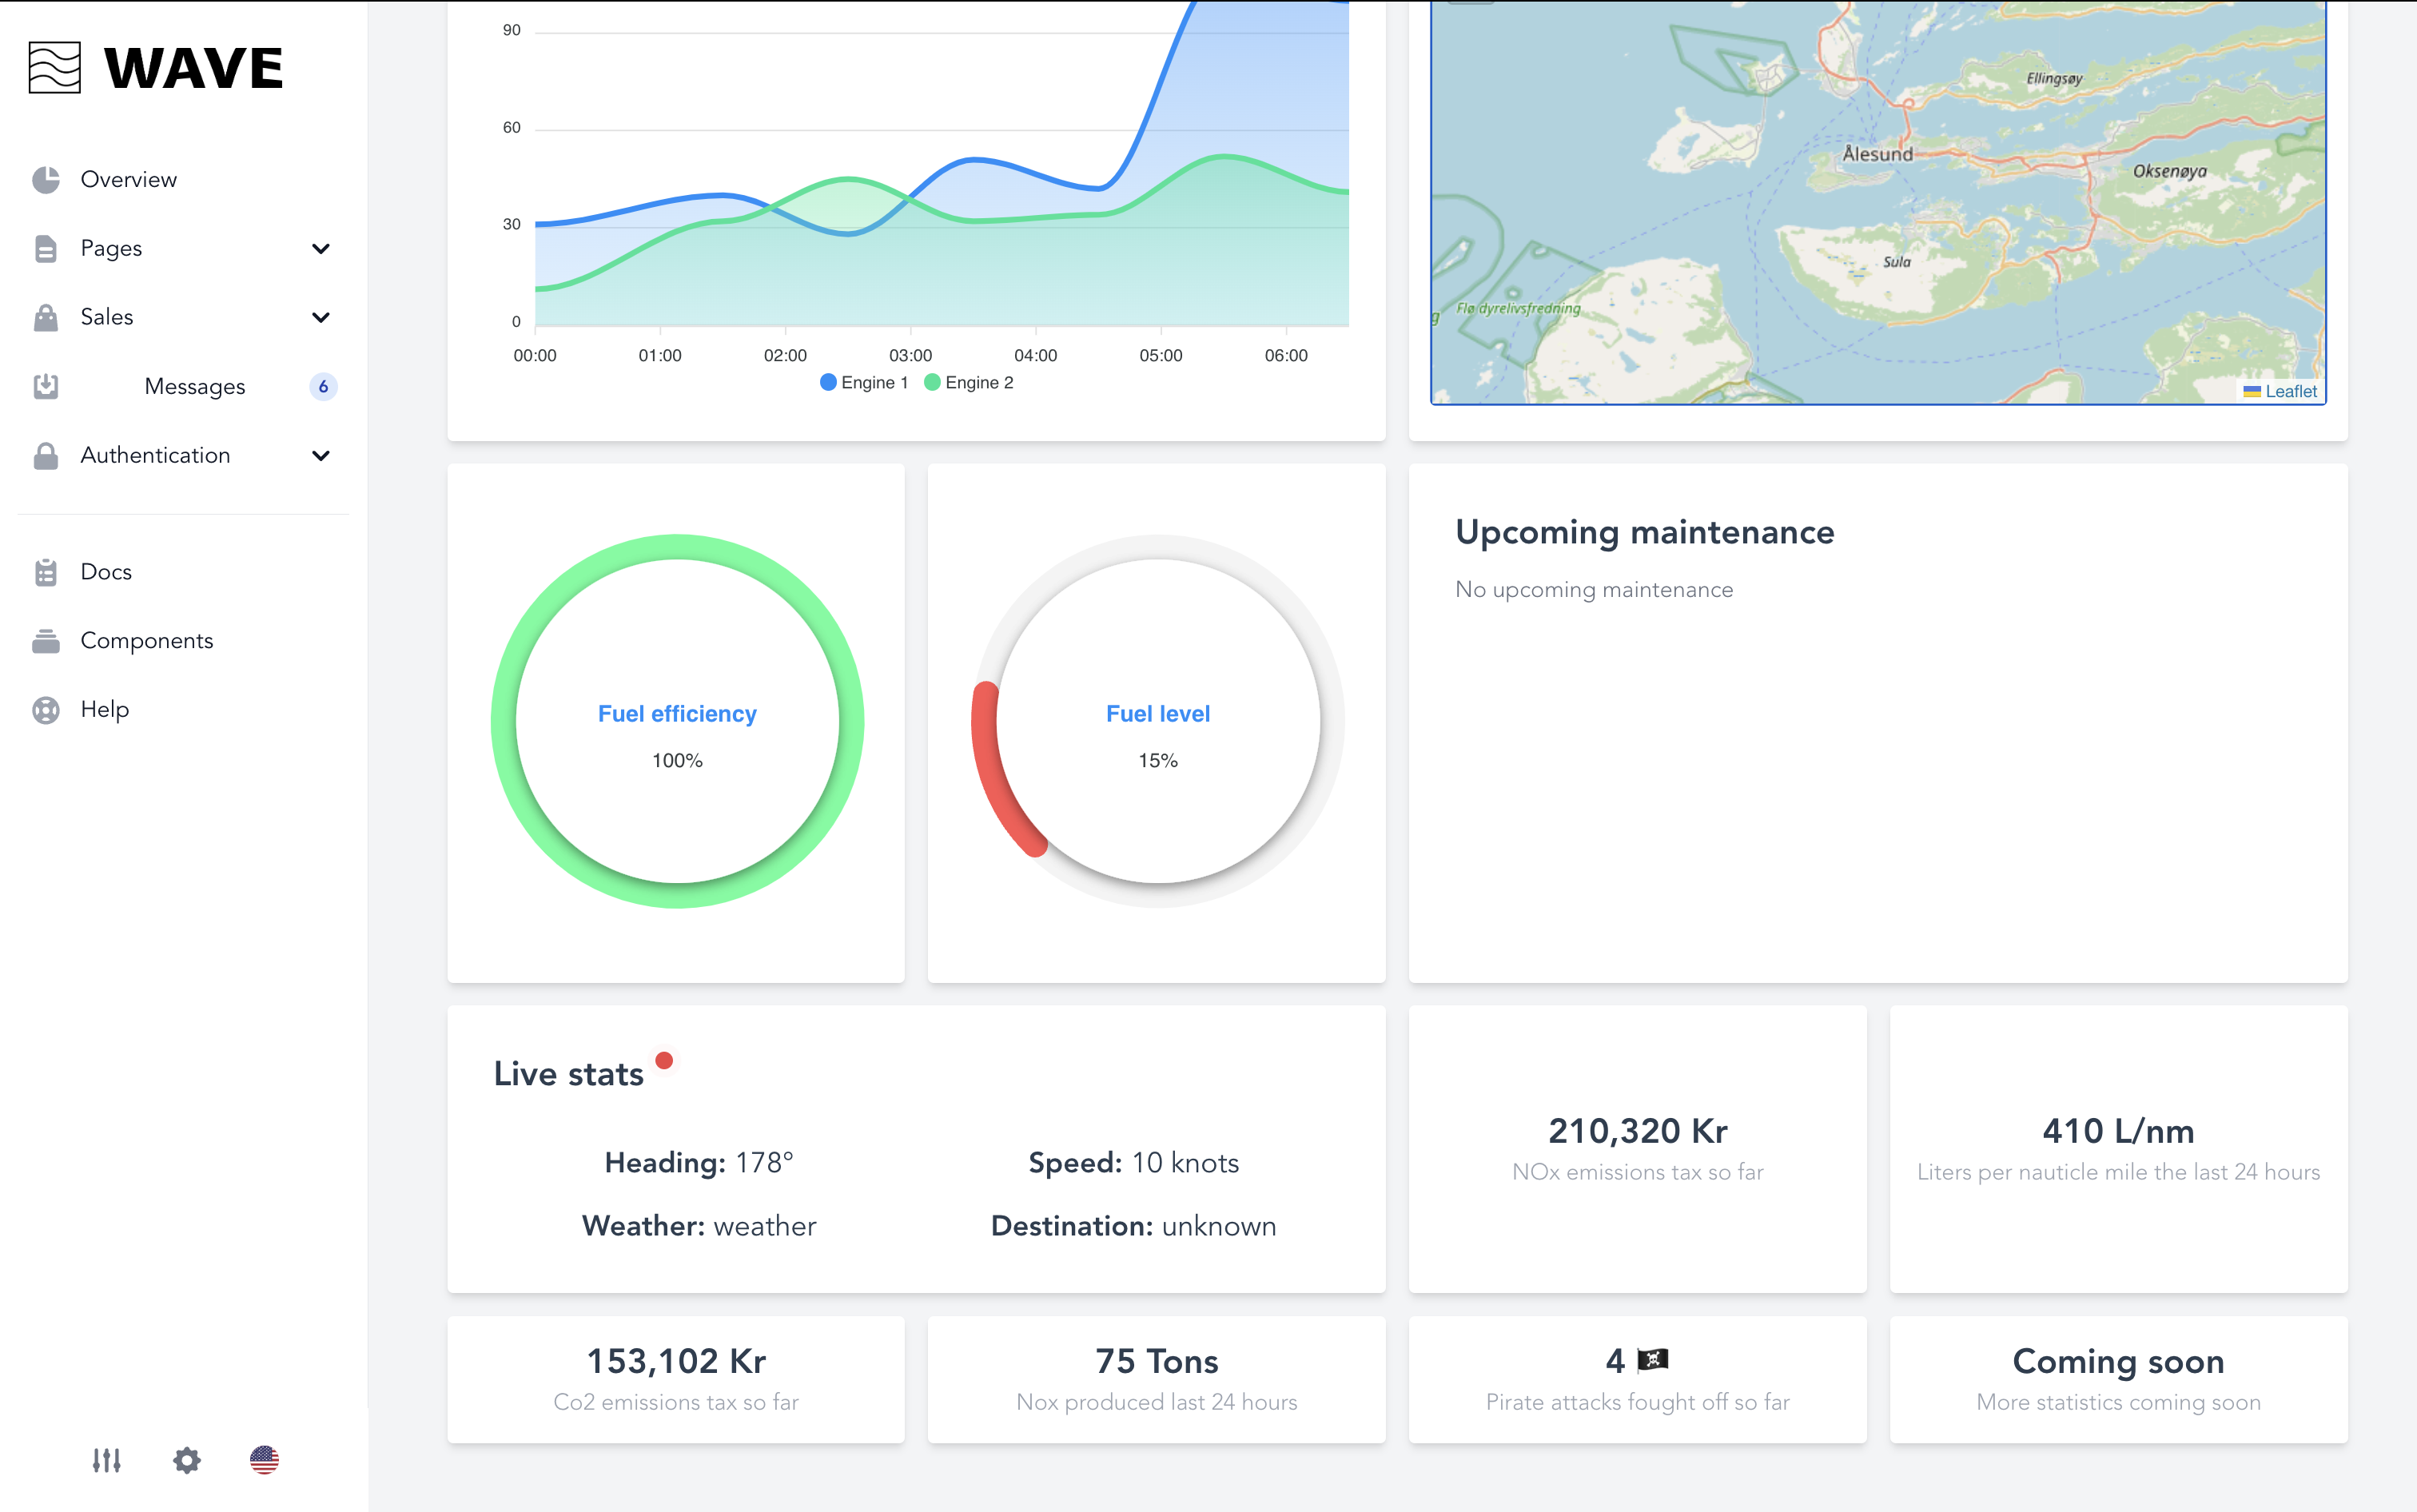 WAVE
Overview
Pages
Sales
Messages 6
Authentication
Docs
Components
Help
90
60
30
0
00:00 01:00 02:00 03:00 04:00 05:00 06:00
Engine 1 Engine 2
Ellingsøy
Ålesund
Oksenøya
Sula
Flø dyrelivsfredning
g
Leaflet
Fuel efficiency
100%
Fuel level
15%
Upcoming maintenance
No upcoming maintenance
Live stats
Heading: 178° Speed: 10 knots
Weather: weather Destination: unknown
210,320 Kr
NOx emissions tax so far
410 L/nm
Liters per nauticle mile the last 24 hours
153,102 Kr
Co2 emissions tax so far
75 Tons
Nox produced last 24 hours
4 🏴‍☠️
Pirate attacks fought off so far
Coming soon
More statistics coming soon